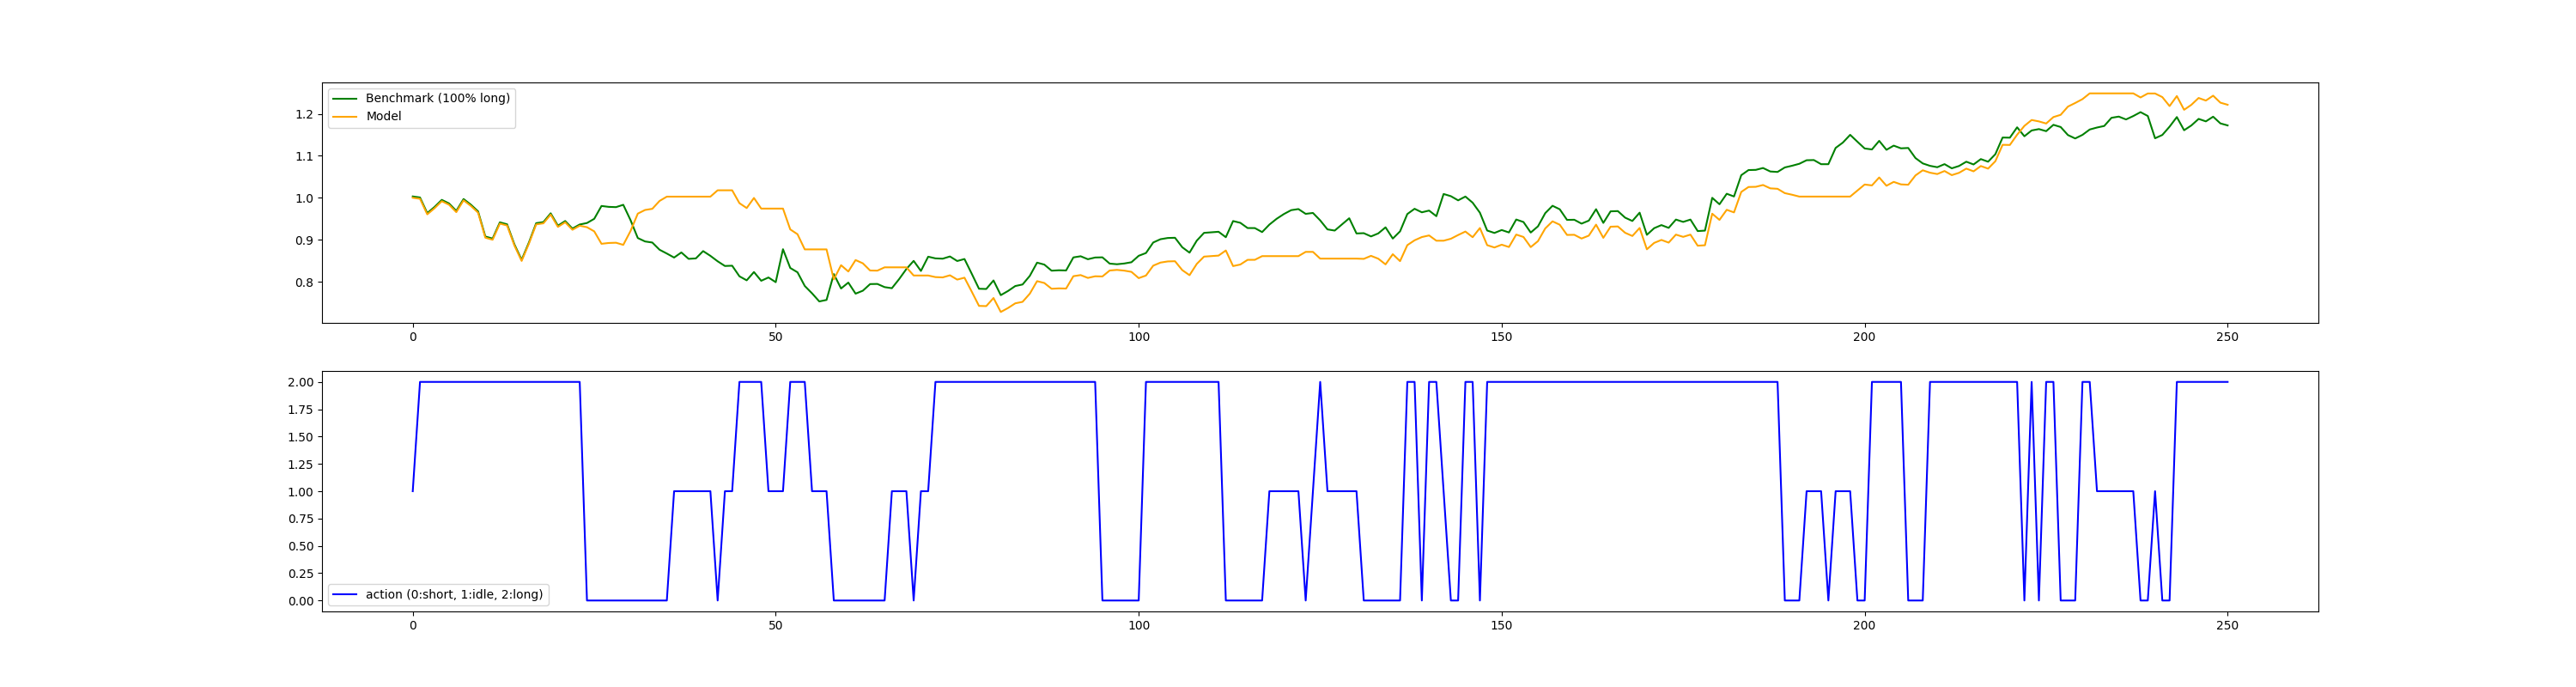 Benchmark (100% long)
Model
1.2
1.1
1.0
0.9
0.8
0 50 100 150 200 250
2.00
1.75
1.50
1.25
1.00
0.75
0.50
0.25
0.00
action (0:short, 1:idle, 2:long)
0 50 100 150 200 250